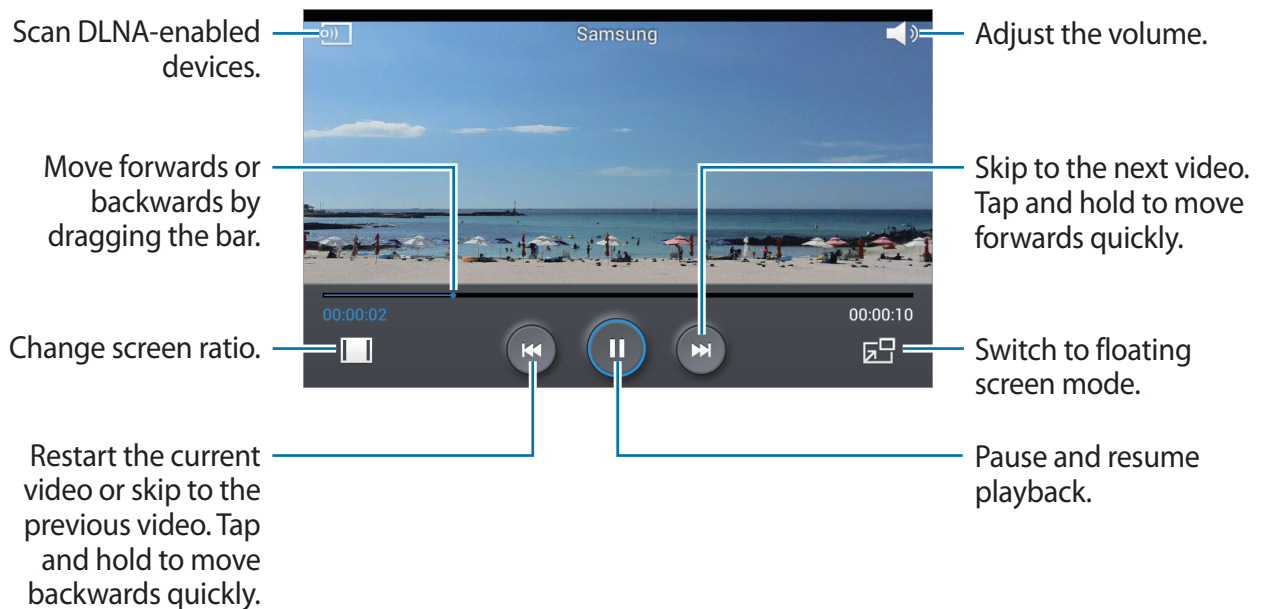 Scan DLNA-enabled
devices.
Samsung
Adjust the volume.
Move forwards or
backwards by
dragging the bar.
Skip to the next video.
Tap and hold to move
forwards quickly.
00:00:02
00:00:10
Change screen ratio.
Switch to floating
screen mode.
Restart the current
video or skip to the
previous video. Tap
and hold to move
backwards quickly.
Pause and resume
playback.